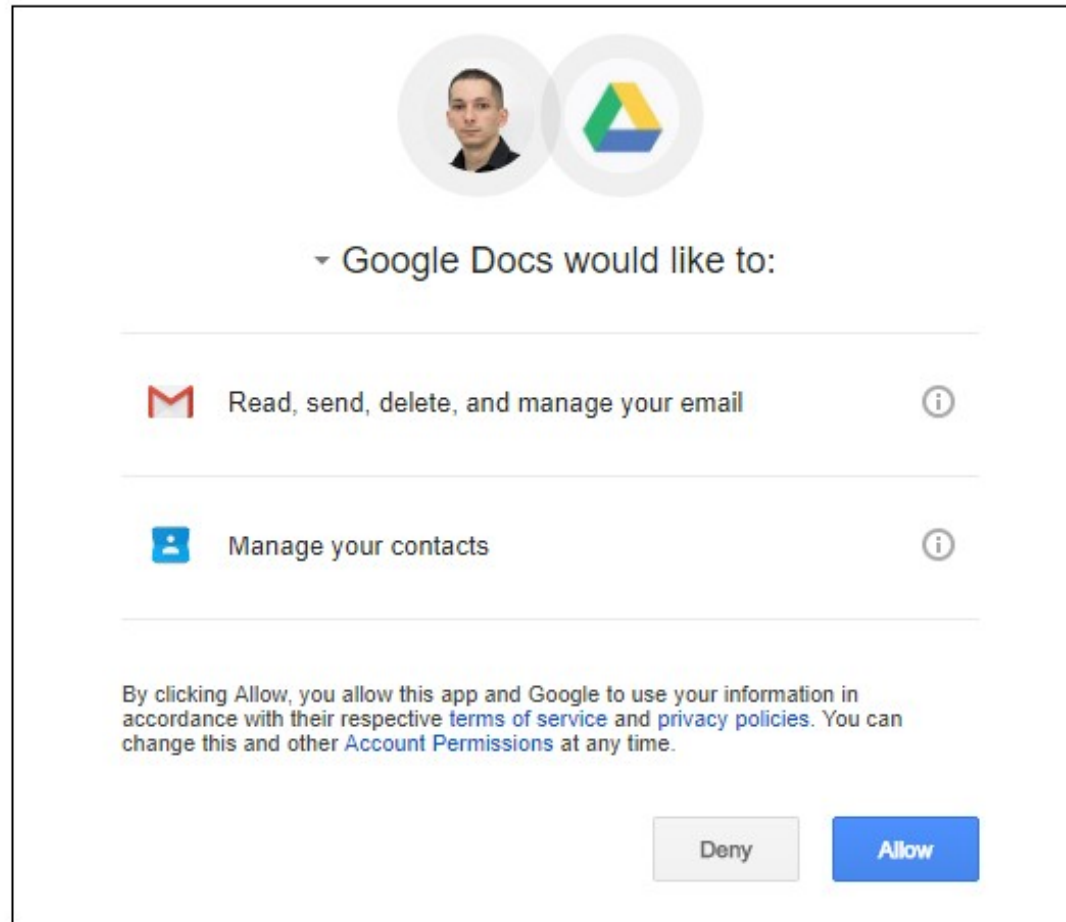 Google Docs would like to:
Read, send, delete, and manage your email
Manage your contacts
By clicking Allow, you allow this app and Google to use your information in
accordance with their respective terms of service and privacy policies. You can
change this and other Account Permissions at any time.
Deny
Allow